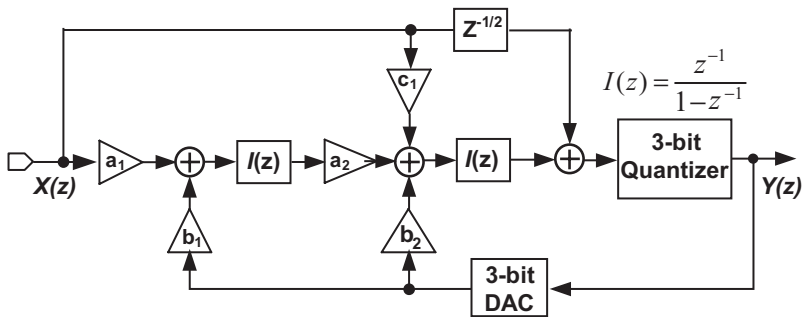 Z⁻¹/²
c₁
I(z) = z⁻¹ / 1−z⁻¹
a₁
I(z)
a₂
I(z)
3-bit
Quantizer
X(z)
Y(z)
b₁
b₂
3-bit
DAC